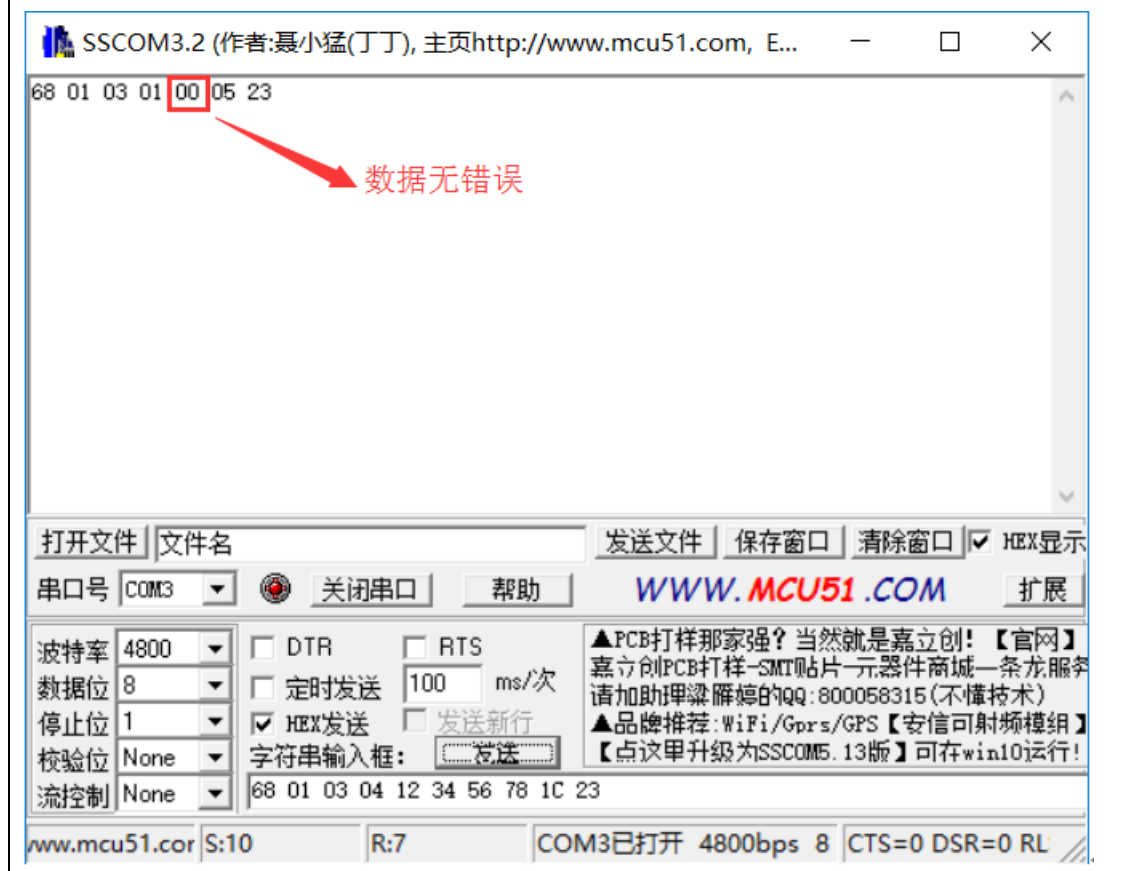 SSCOM3.2 (作者:聂小猛(丁丁), 主页http://www.mcu51.com, E...
68 01 03 01 00 05 23
数据无错误
打开文件 文件名 发送文件 保存窗口 清除窗口 HEX显示
串口号 COM3 关闭串口 帮助 WWW.MCU51.COM 扩展
波特率 4800 DTR RTS
数据位 8 定时发送 100 ms/次
停止位 1 HEX发送 发送新行
校验位 None 字符串输入框: 发送
流控制 None 68 01 03 04 12 34 56 78 1C 23
▲PCB打样那家强?当然就是嘉立创!【官网】
嘉立创PCB打样-SMT贴片-元器件商城—条龙服务
请加助理梁雁婷的QQ:800058315(不懂技术)
▲品牌推荐:WiFi/Gprs/GPS【安信可射频模组】
【点这里升级为SSCOM5.13版】可在win10运行!
www.mcu51.cor S:10 R:7 COM3已打开 4800bps 8 CTS=0 DSR=0 RL